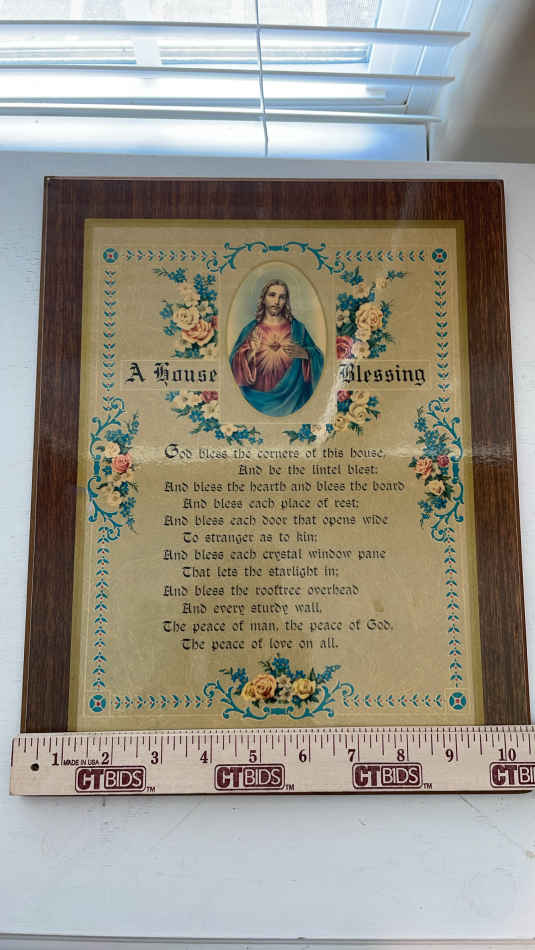 A House Blessing
God bless the corners of this house,
And be the lintel blest;
And bless the hearth and bless the board
And bless each place of rest;
And bless each door that opens wide
To stranger as to kin;
And bless each crystal window pane
That lets the starlight in;
And bless the rooftree overhead
And every sturdy wall,
The peace of man, the peace of God,
The peace of love on all.
1 MADE IN USA 2 3 4 5 6 7 8 9 10
CTBIDS™ CTBIDS™ CTBIDS™ CTBI